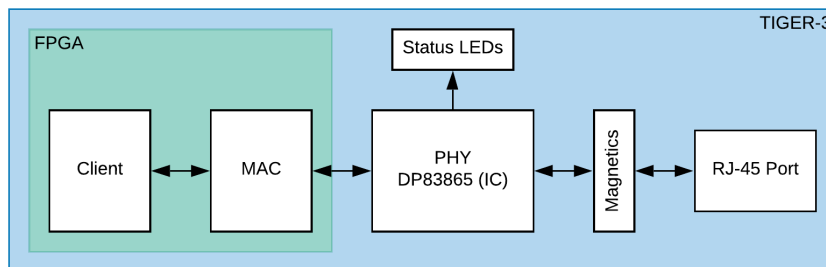 TIGER-3
FPGA
Status LEDs
Client
MAC
PHY
DP83865 (IC)
Magnetics
RJ-45 Port